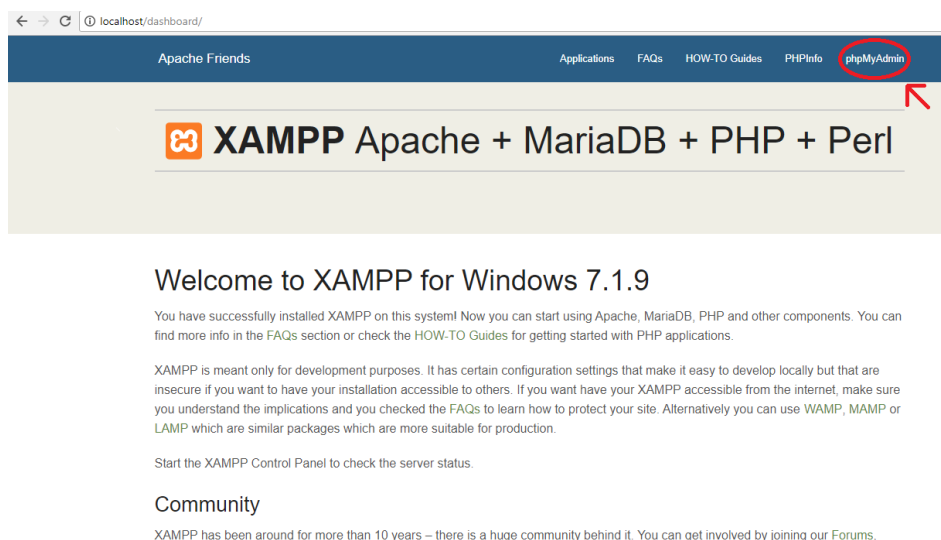 localhost/dashboard/
Apache Friends Applications FAQs HOW-TO Guides PHPInfo phpMyAdmin
XAMPP Apache + MariaDB + PHP + Perl
Welcome to XAMPP for Windows 7.1.9
You have successfully installed XAMPP on this system! Now you can start using Apache, MariaDB, PHP and other components. You can
find more info in the FAQs section or check the HOW-TO Guides for getting started with PHP applications.
XAMPP is meant only for development purposes. It has certain configuration settings that make it easy to develop locally but that are
insecure if you want to have your installation accessible to others. If you want have your XAMPP accessible from the internet, make sure
you understand the implications and you checked the FAQs to learn how to protect your site. Alternatively you can use WAMP, MAMP or
LAMP which are similar packages which are more suitable for production.
Start the XAMPP Control Panel to check the server status.
Community
XAMPP has been around for more than 10 years – there is a huge community behind it. You can get involved by joining our Forums,